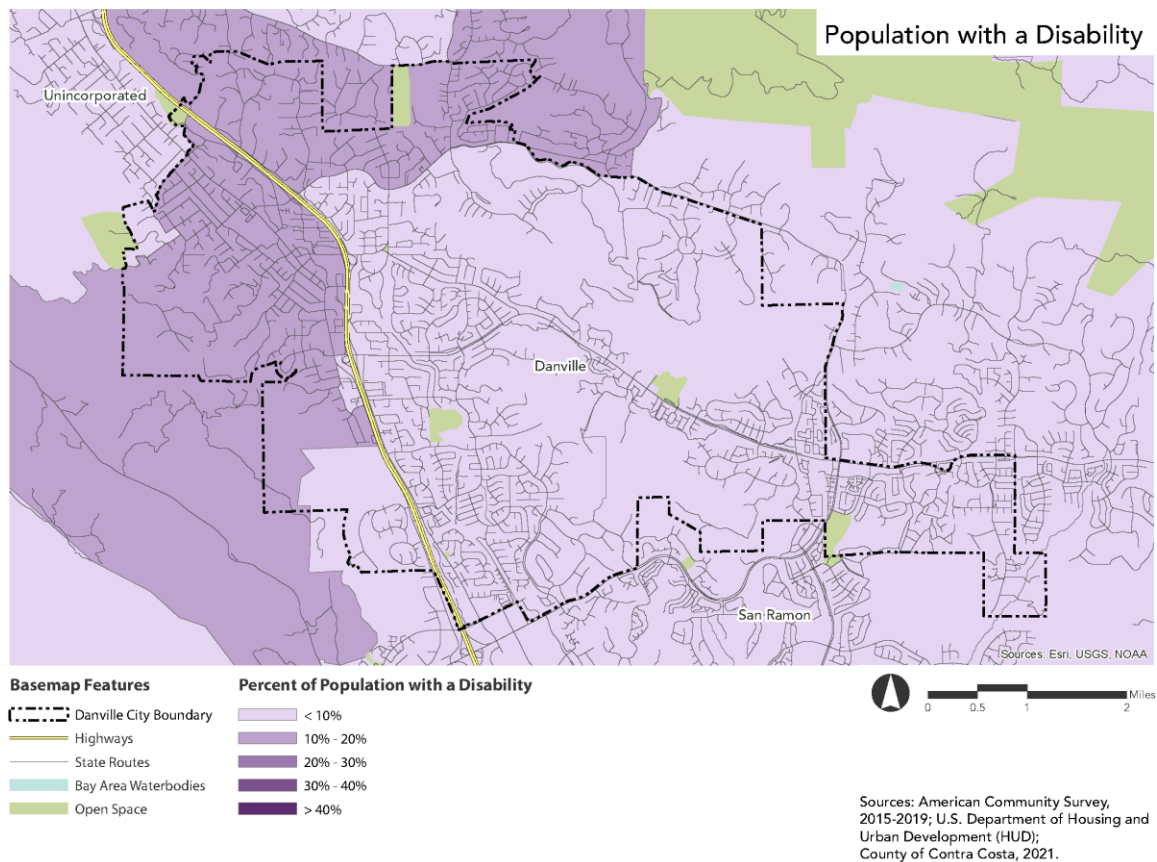 Population with a Disability
Unincorporated
Danville
San Ramon
Sources: Esri, USGS, NOAA
Basemap Features
Danville City Boundary
Highways
State Routes
Bay Area Waterbodies
Open Space
Percent of Population with a Disability
< 10%
10% - 20%
20% - 30%
30% - 40%
> 40%
Miles
0 0.5 1 2
Sources: American Community Survey,
2015-2019; U.S. Department of Housing and
Urban Development (HUD);
County of Contra Costa, 2021.